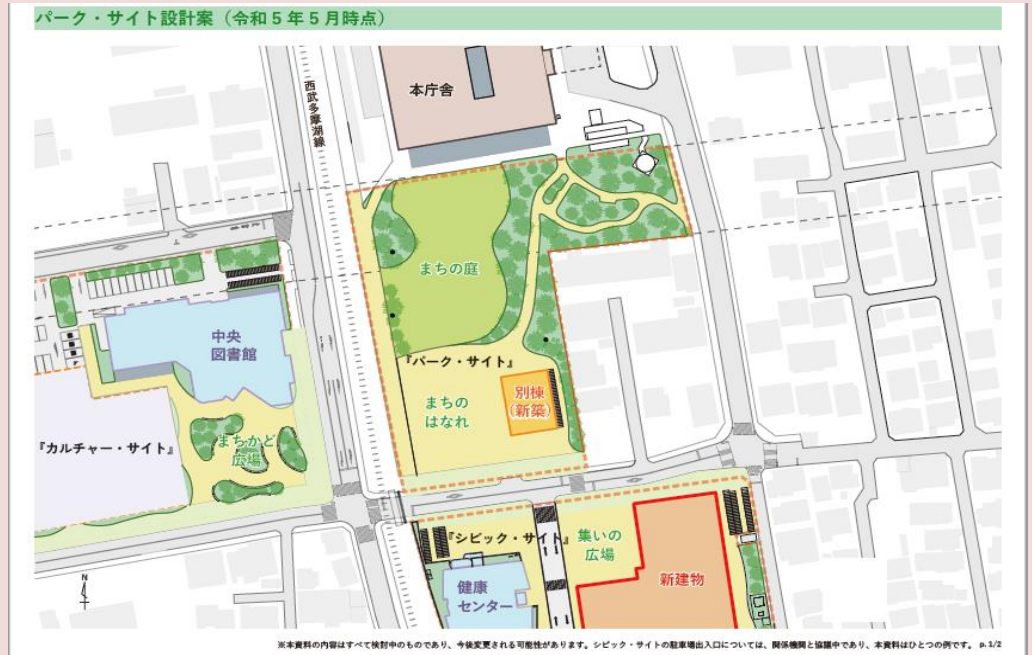 パーク・サイト設計案（令和５年５月時点）
本庁舎
西武多摩湖線
まちの庭
中央
図書館
『パーク・サイト』
別棟
(新築)
まちの
はなれ
まちかど
広場
『カルチャー・サイト』
『シビック・サイト』
集いの
広場
新建物
健康
センター
N
※本資料の内容はすべて検討中のものであり、今後変更される可能性があります。シビック・サイトの駐車場出入口については、関係機関と協議中であり、本資料はひとつの例です。 p.1/2